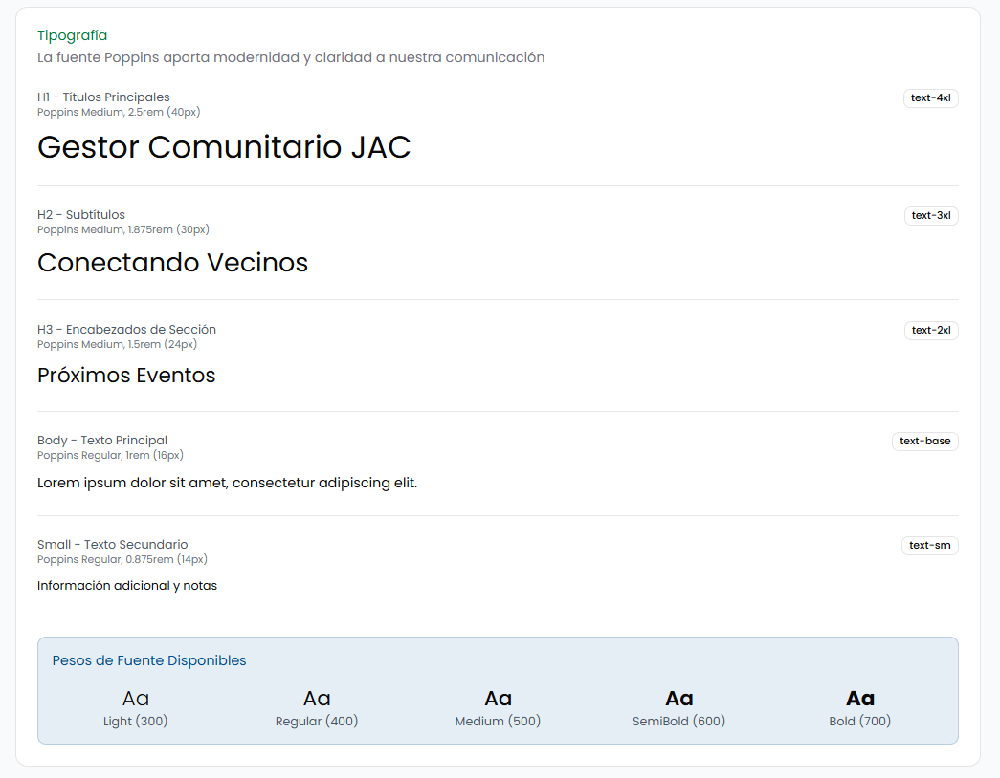 Tipografía
La fuente Poppins aporta modernidad y claridad a nuestra comunicación
H1 - Títulos Principales
Poppins Medium, 2.5rem (40px)
text-4xl
Gestor Comunitario JAC
H2 - Subtítulos
Poppins Medium, 1.875rem (30px)
text-3xl
Conectando Vecinos
H3 - Encabezados de Sección
Poppins Medium, 1.5rem (24px)
text-2xl
Próximos Eventos
Body - Texto Principal
Poppins Regular, 1rem (16px)
text-base
Lorem ipsum dolor sit amet, consectetur adipiscing elit.
Small - Texto Secundario
Poppins Regular, 0.875rem (14px)
text-sm
Información adicional y notas
Pesos de Fuente Disponibles
Aa Aa Aa Aa Aa
Light (300) Regular (400) Medium (500) SemiBold (600) Bold (700)